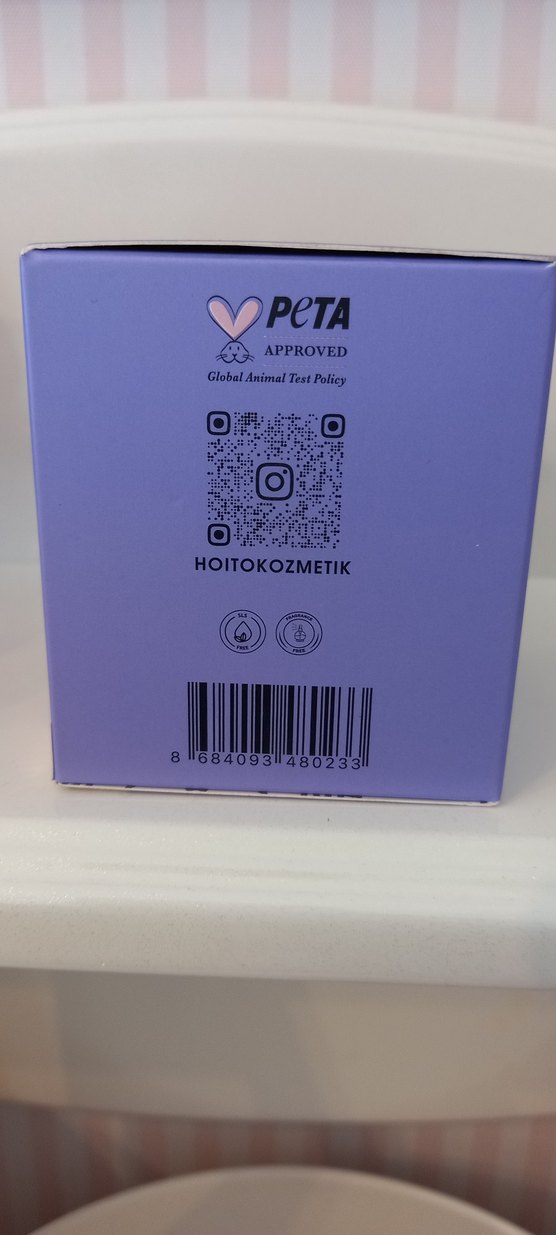 PETA
APPROVED
Global Animal Test Policy
HOITOKOZMETIK
SLS
FREE
FRAGRANCE
FREE
8 684093 480233